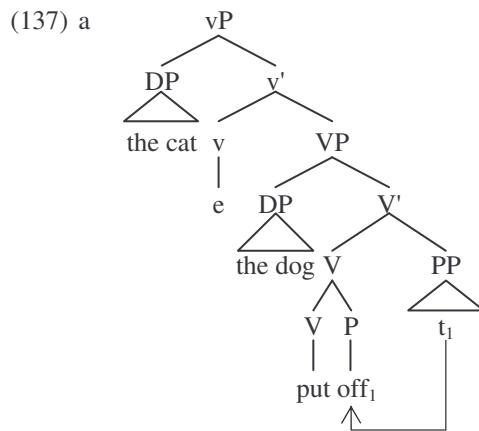 (137) a vP
DP v'
the cat v VP
e DP V'
the dog V PP
V P t₁
put off₁